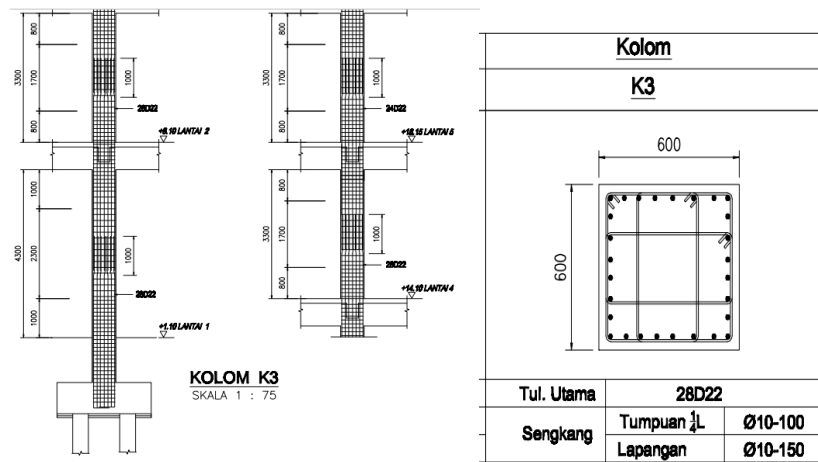 800
3300
1700
1000
28D22
800
+6.10 LANTAI 2
1000
4300
2300
1000
28D22
1000
+1.10 LANTAI 1
800
3300
1700
1000
24D22
800
+18.15 LANTAI 5
800
3300
1700
1000
28D22
800
+14.10 LANTAI 4
KOLOM K3
SKALA 1 : 75
Kolom
K3
600
600
Tul. Utama 28D22
Sengkang Tumpuan ¼L Ø10-100
Lapangan Ø10-150